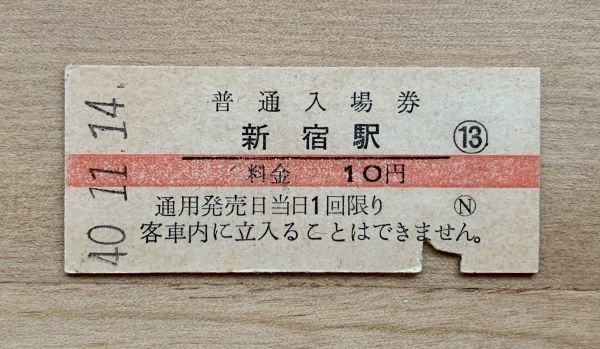 40.11.14.
普通入場券
新宿駅 ⑬
料金 10円
通用発売日当日1回限り Ⓝ
客車内に立入ることはできません。